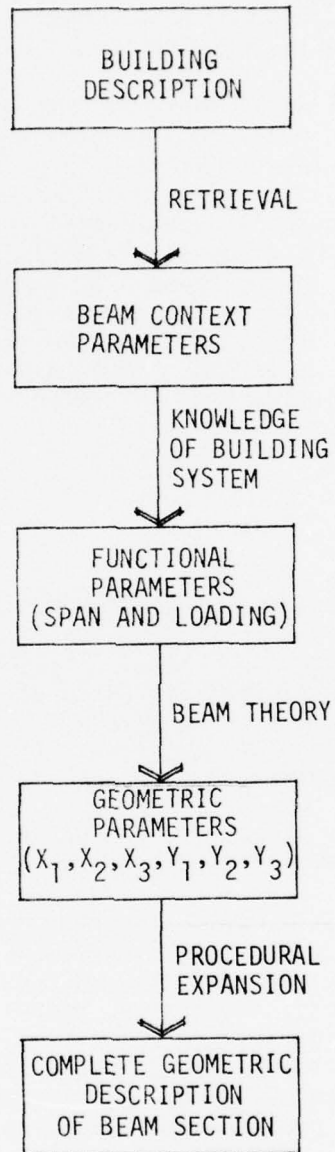 BUILDING
DESCRIPTION
RETRIEVAL
BEAM CONTEXT
PARAMETERS
KNOWLEDGE
OF BUILDING
SYSTEM
FUNCTIONAL
PARAMETERS
(SPAN AND LOADING)
BEAM THEORY
GEOMETRIC
PARAMETERS
(X₁,X₂,X₃,Y₁,Y₂,Y₃)
PROCEDURAL
EXPANSION
COMPLETE GEOMETRIC
DESCRIPTION
OF BEAM SECTION